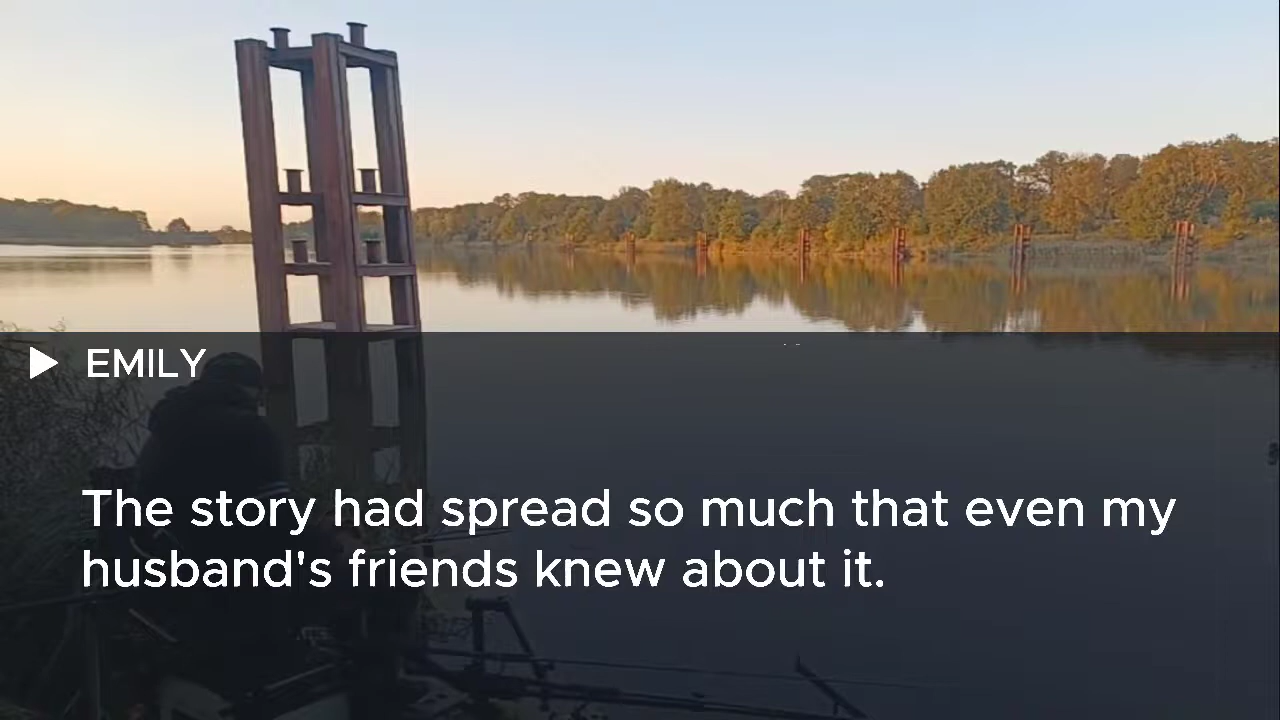 EMILY
The story had spread so much that even my
husband's friends knew about it.